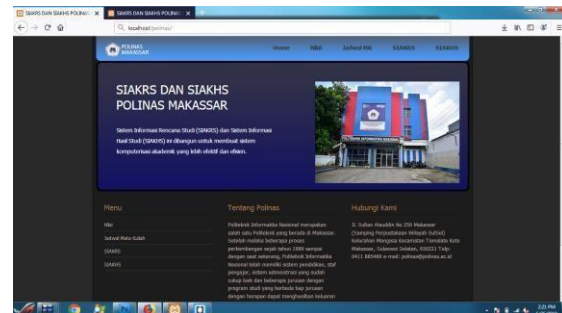 SIAKRS DAN SIAKHS POLINAS
SIAKRS DAN SIAKHS POLINAS
localhost/polinas/
POLINAS
MAKASSAR
Home Nilai Jadwal MK SIAKRS SIAKHS
SIAKRS DAN SIAKHS
POLINAS MAKASSAR
Sistem Informasi Rencana Studi (SIAKRS) dan Sistem Informasi
Hasil Studi (SIAKHS) ini dibangun untuk membuat sistem
komputerisasi akademik yang lebih efektif dan efisien.
Menu
Nilai
Jadwal Mata Kuliah
SIAKRS
SIAKHS
Tentang Polinas
Politeknik Informatika Nasional merupakan
salah satu Politeknik yang berada di Makassar.
Setelah melalui beberapa proses
perkembangan sejak tahun 1988 sampai
dengan saat sekarang, Politeknik Informatika
Nasional telah memiliki sistem pendidikan, staf
pengajar, sistem administrasi yang sudah
cukup baik dan beberapa jurusan dengan
program studi yang berbeda tiap jurusan
dengan harapan dapat menghasilkan keluaran
Hubungi Kami
Jl. Sultan Alauddin No 250 Makassar
(Samping Perpustakaan Wilayah SulSel)
Kelurahan Mangasa Kecamatan Tamalate Kota
Makassar, Sulawesi Selatan, 930221 Telp:
0411 885489 e-mail: polinas@polinas.ac.id
2:21 PM